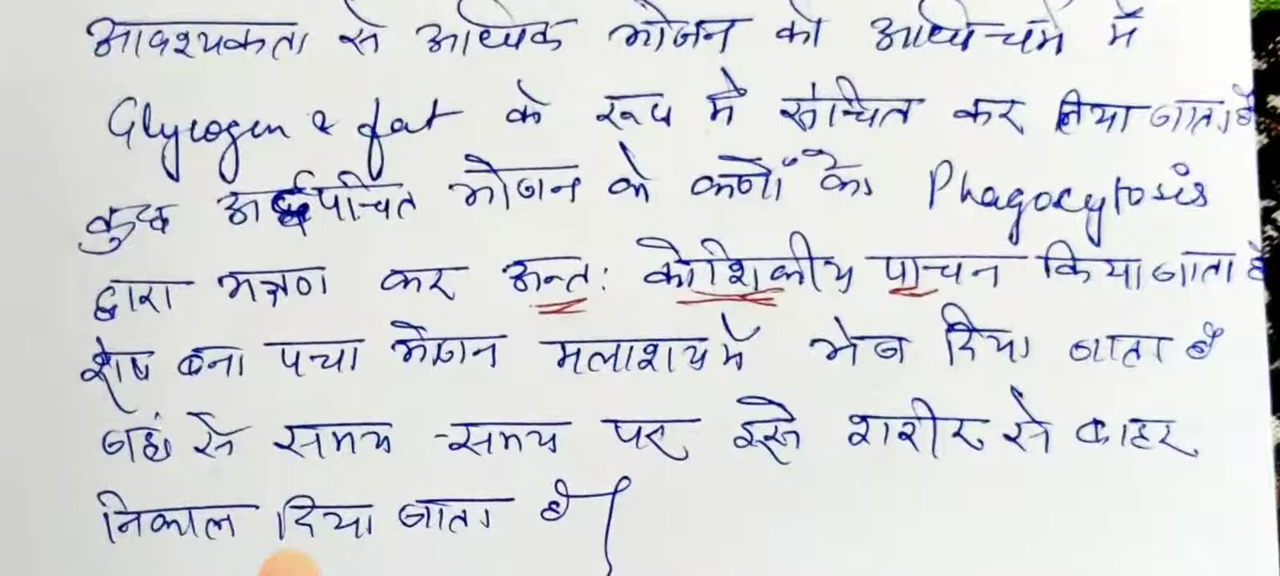 आवश्यकता से अधिक भोजन को अधिचर्म में
Glycogen & fat के रूप में संचित कर लिया जाता है
कुछ अर्द्धपचित भोजन के कणों का Phagocytosis
द्वारा भक्षण कर अन्त: कोशिकीय पाचन किया जाता है
शेष बना पचा भोजन मलाशय में भेज दिया जाता है
जहां से समय -समय पर इसे शरीर से बाहर
निकाल दिया जाता है।